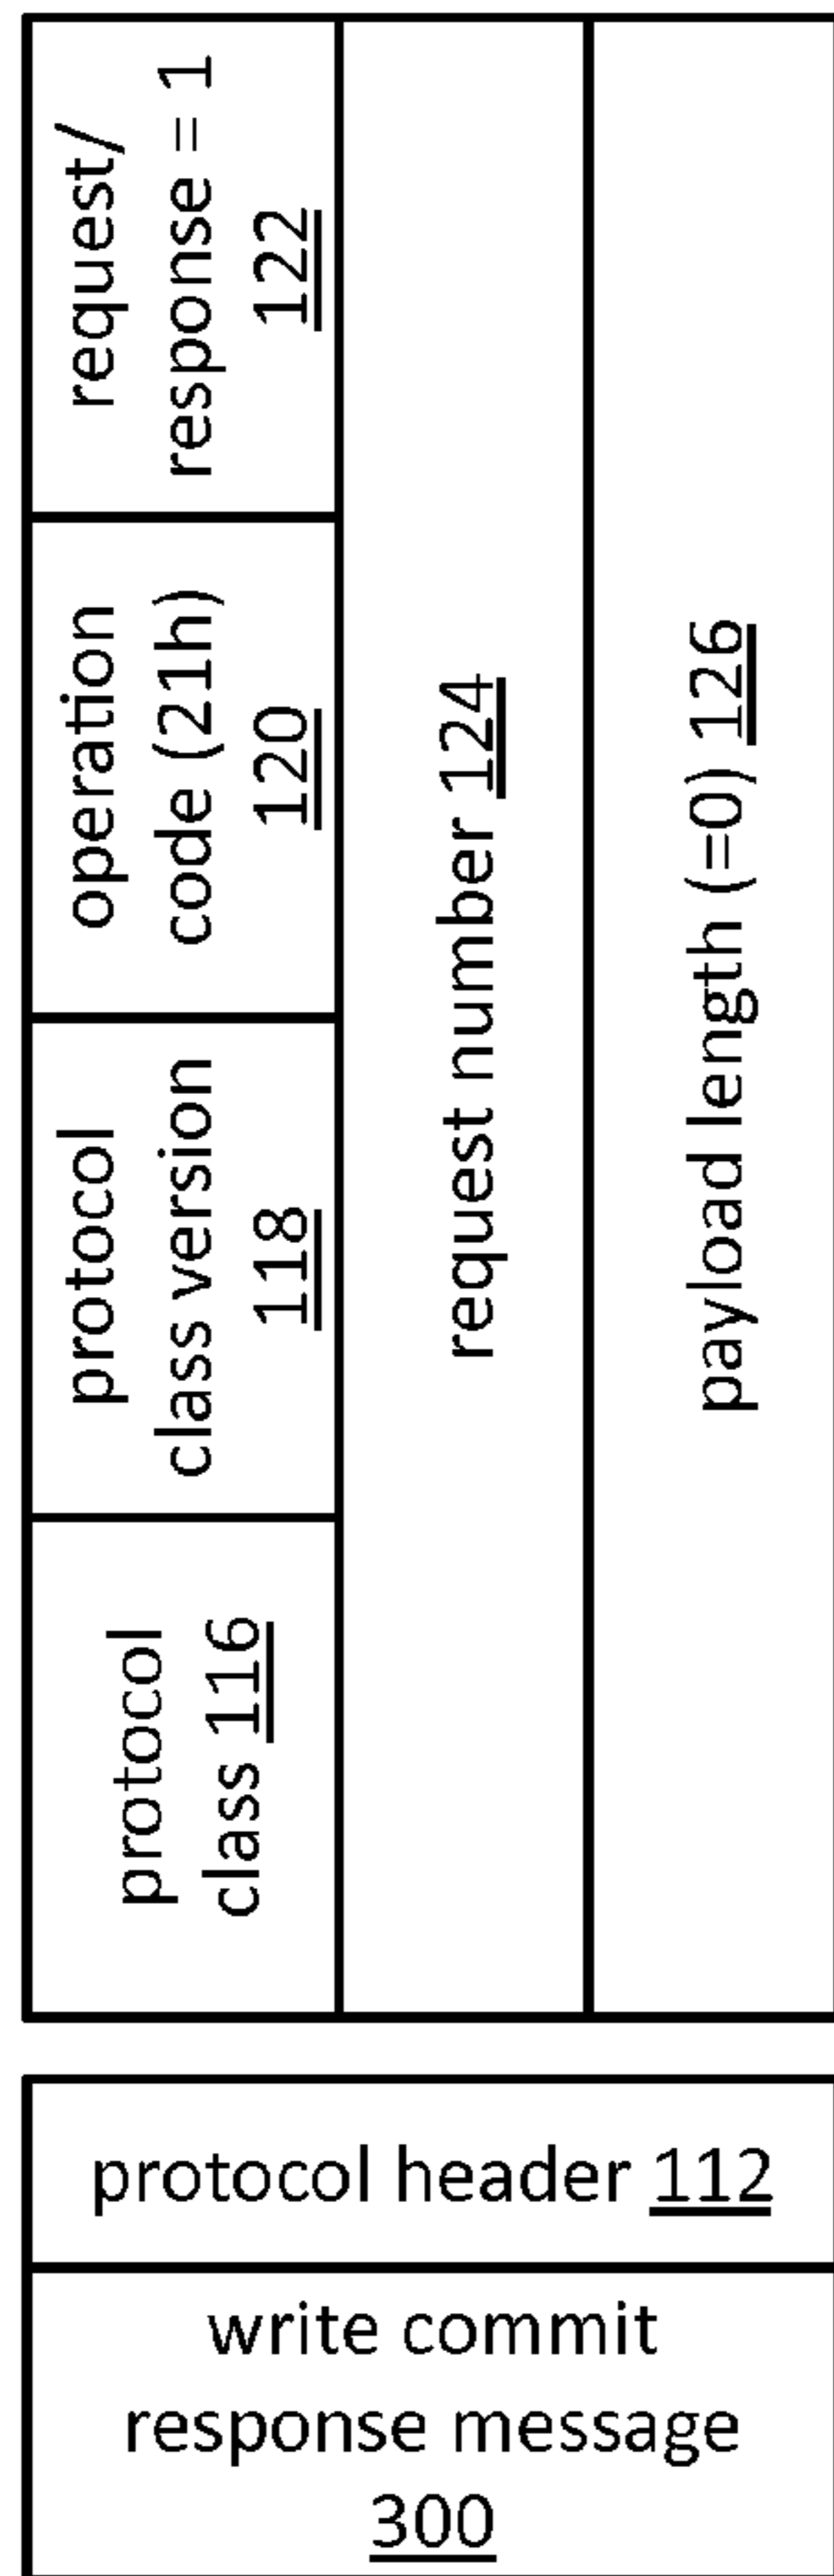 write commit
response message
300
protocol header 112
protocol
class 116
protocol
class version
118
operation
code (21h)
120
request/
response = 1
122
request number 124
payload length (=0) 126